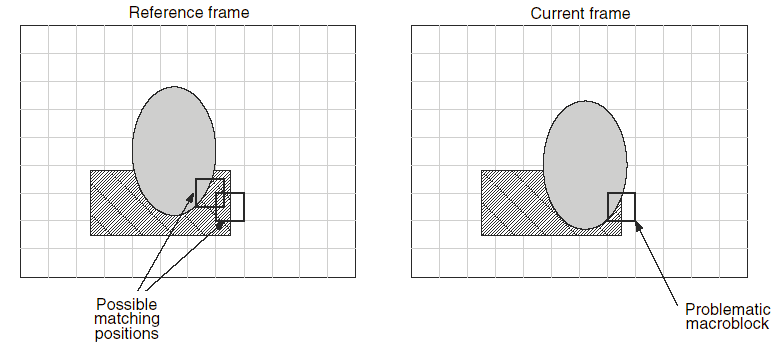 Reference frame
Current frame
Possible
matching
positions
Problematic
macroblock